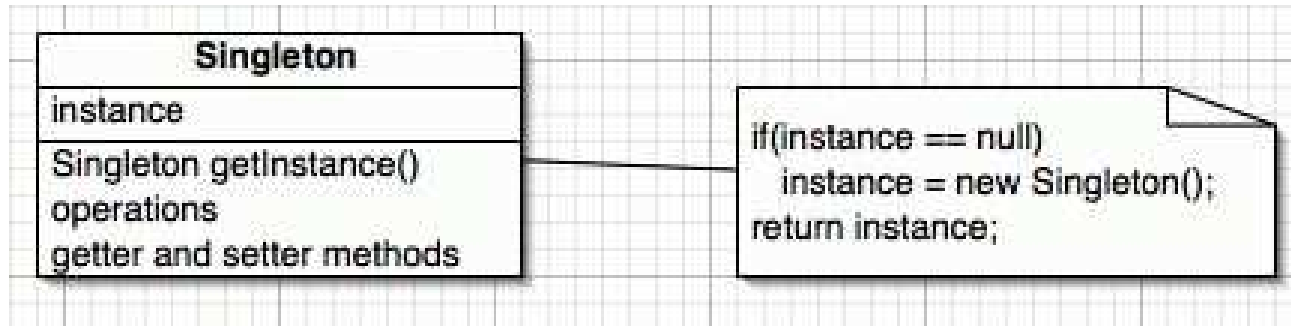 Singleton
instance
Singleton getInstance()
operations
getter and setter methods
if(instance == null)
instance = new Singleton();
return instance;